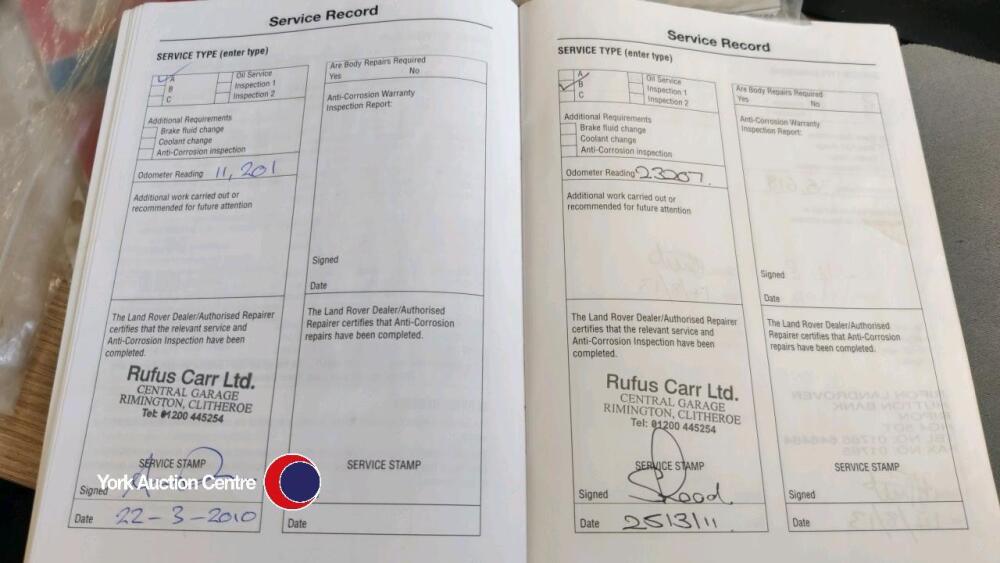 Service Record
SERVICE TYPE (enter type)
A
B
C
Oil Service
Inspection 1
Inspection 2
Additional Requirements
Brake fluid change
Coolant change
Anti-Corrosion inspection
Odometer Reading 11,201
Additional work carried out or
recommended for future attention
The Land Rover Dealer/Authorised Repairer
certifies that the relevant service and
Anti-Corrosion Inspection have been
completed.
Rufus Carr Ltd.
CENTRAL GARAGE
RIMINGTON, CLITHEROE
Tel: 01200 445254
SERVICE STAMP
York Auction Centre
Signed
Date 22-3-2010
Are Body Repairs Required
Yes No
Anti-Corrosion Warranty
Inspection Report:
Signed
Date
The Land Rover Dealer/Authorised
Repairer certifies that Anti-Corrosion
repairs have been completed.
SERVICE STAMP
Signed
Date
Service Record
SERVICE TYPE (enter type)
A
B
C
Oil Service
Inspection 1
Inspection 2
Additional Requirements
Brake fluid change
Coolant change
Anti-Corrosion inspection
Odometer Reading 23007.
Additional work carried out or
recommended for future attention
The Land Rover Dealer/Authorised Repairer
certifies that the relevant service and
Anti-Corrosion Inspection have been
completed.
Rufus Carr Ltd.
CENTRAL GARAGE
RIMINGTON, CLITHEROE
Tel: 01200 445254
SERVICE STAMP
Signed
Date 25/3/11.
Are Body Repairs Required
Yes No
Anti-Corrosion Warranty
Inspection Report:
Signed
Date
The Land Rover Dealer/Authorised
Repairer certifies that Anti-Corrosion
repairs have been completed.
SERVICE STAMP
Signed
Date